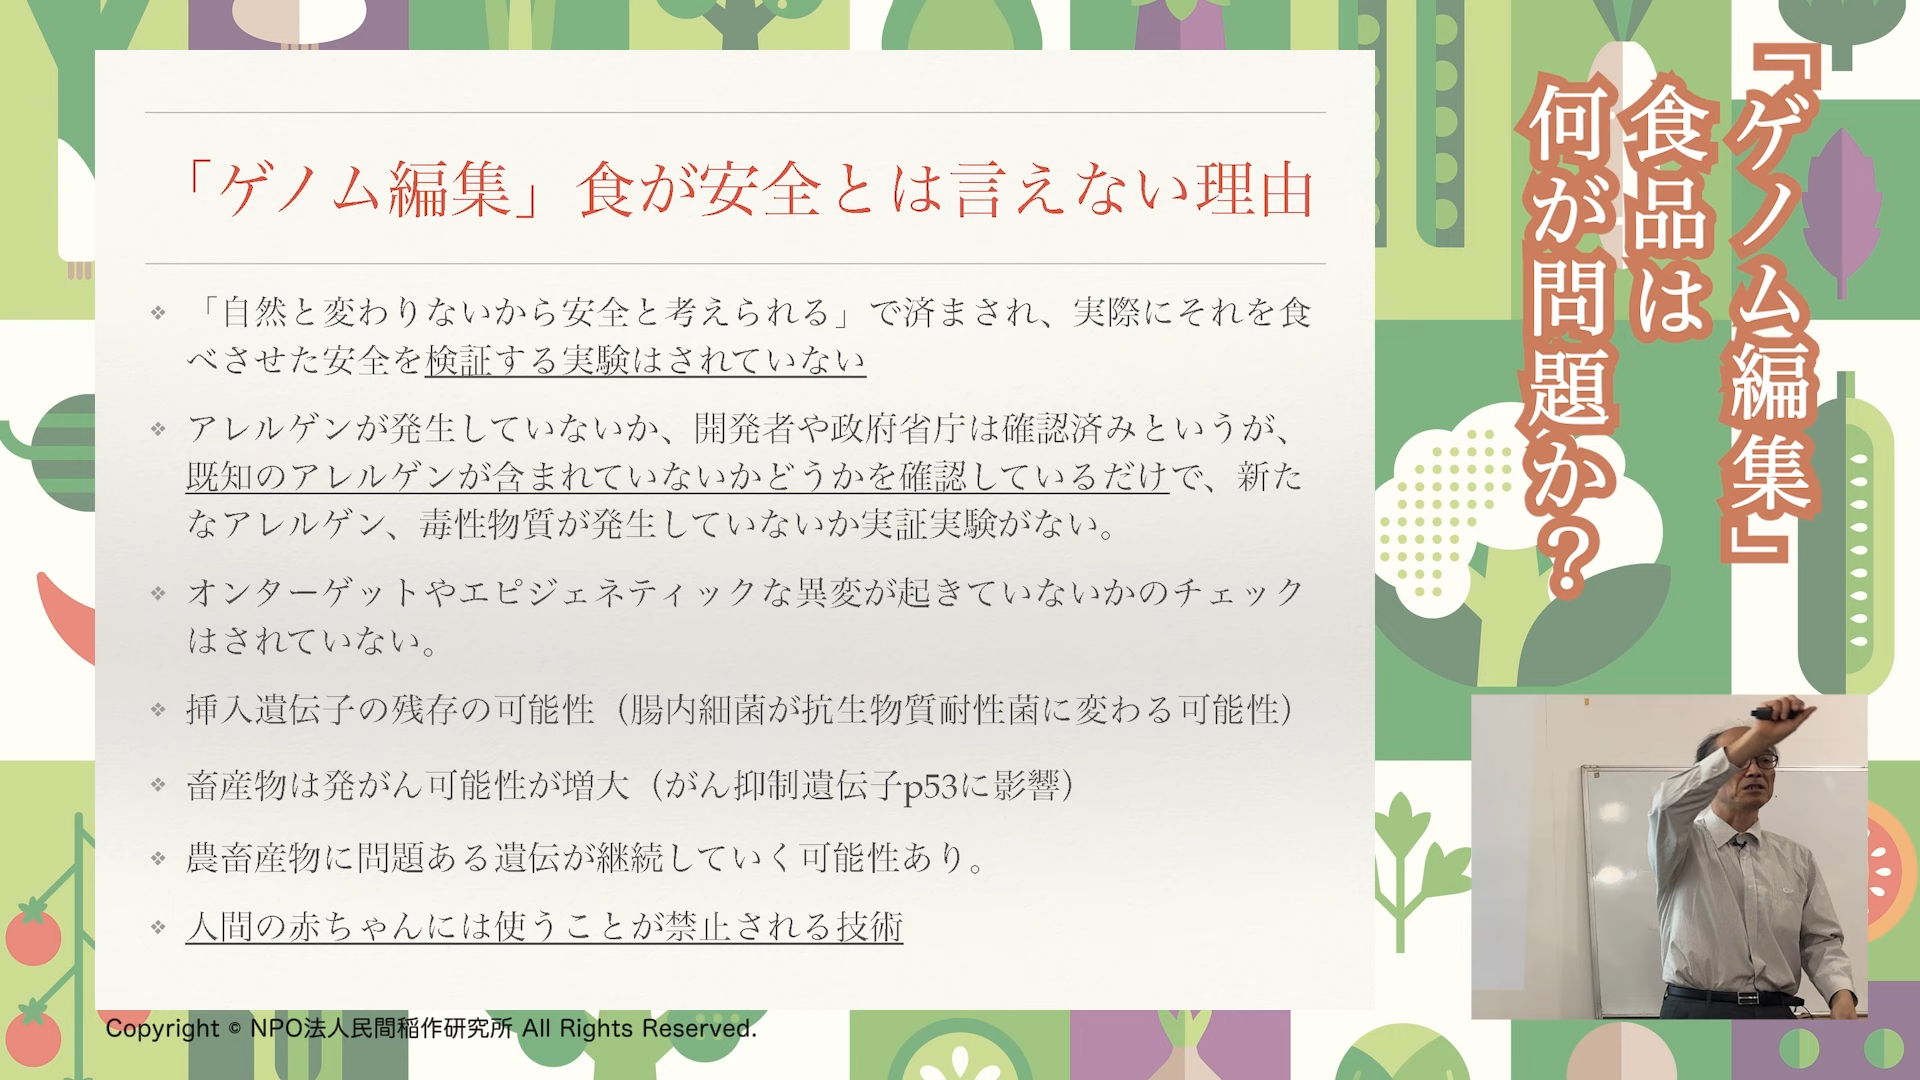 「ゲノム編集」食が安全とは言えない理由
❖ 「自然と変わりないから安全と考えられる」で済まされ、実際にそれを食
べさせた安全を検証する実験はされていない
❖ アレルゲンが発生していないか、開発者や政府省庁は確認済みというが、
既知のアレルゲンが含まれていないかどうかを確認しているだけで、新た
なアレルゲン、毒性物質が発生していないか実証実験がない。
❖ オンターゲットやエピジェネティックな異変が起きていないかのチェック
はされていない。
❖ 挿入遺伝子の残存の可能性（腸内細菌が抗生物質耐性菌に変わる可能性）
❖ 畜産物は発がん可能性が増大（がん抑制遺伝子p53に影響）
❖ 農畜産物に問題ある遺伝が継続していく可能性あり。
❖ 人間の赤ちゃんには使うことが禁止される技術
『ゲノム編集』
食品は
何が問題か？
Copyright © NPO法人民間稲作研究所 All Rights Reserved.